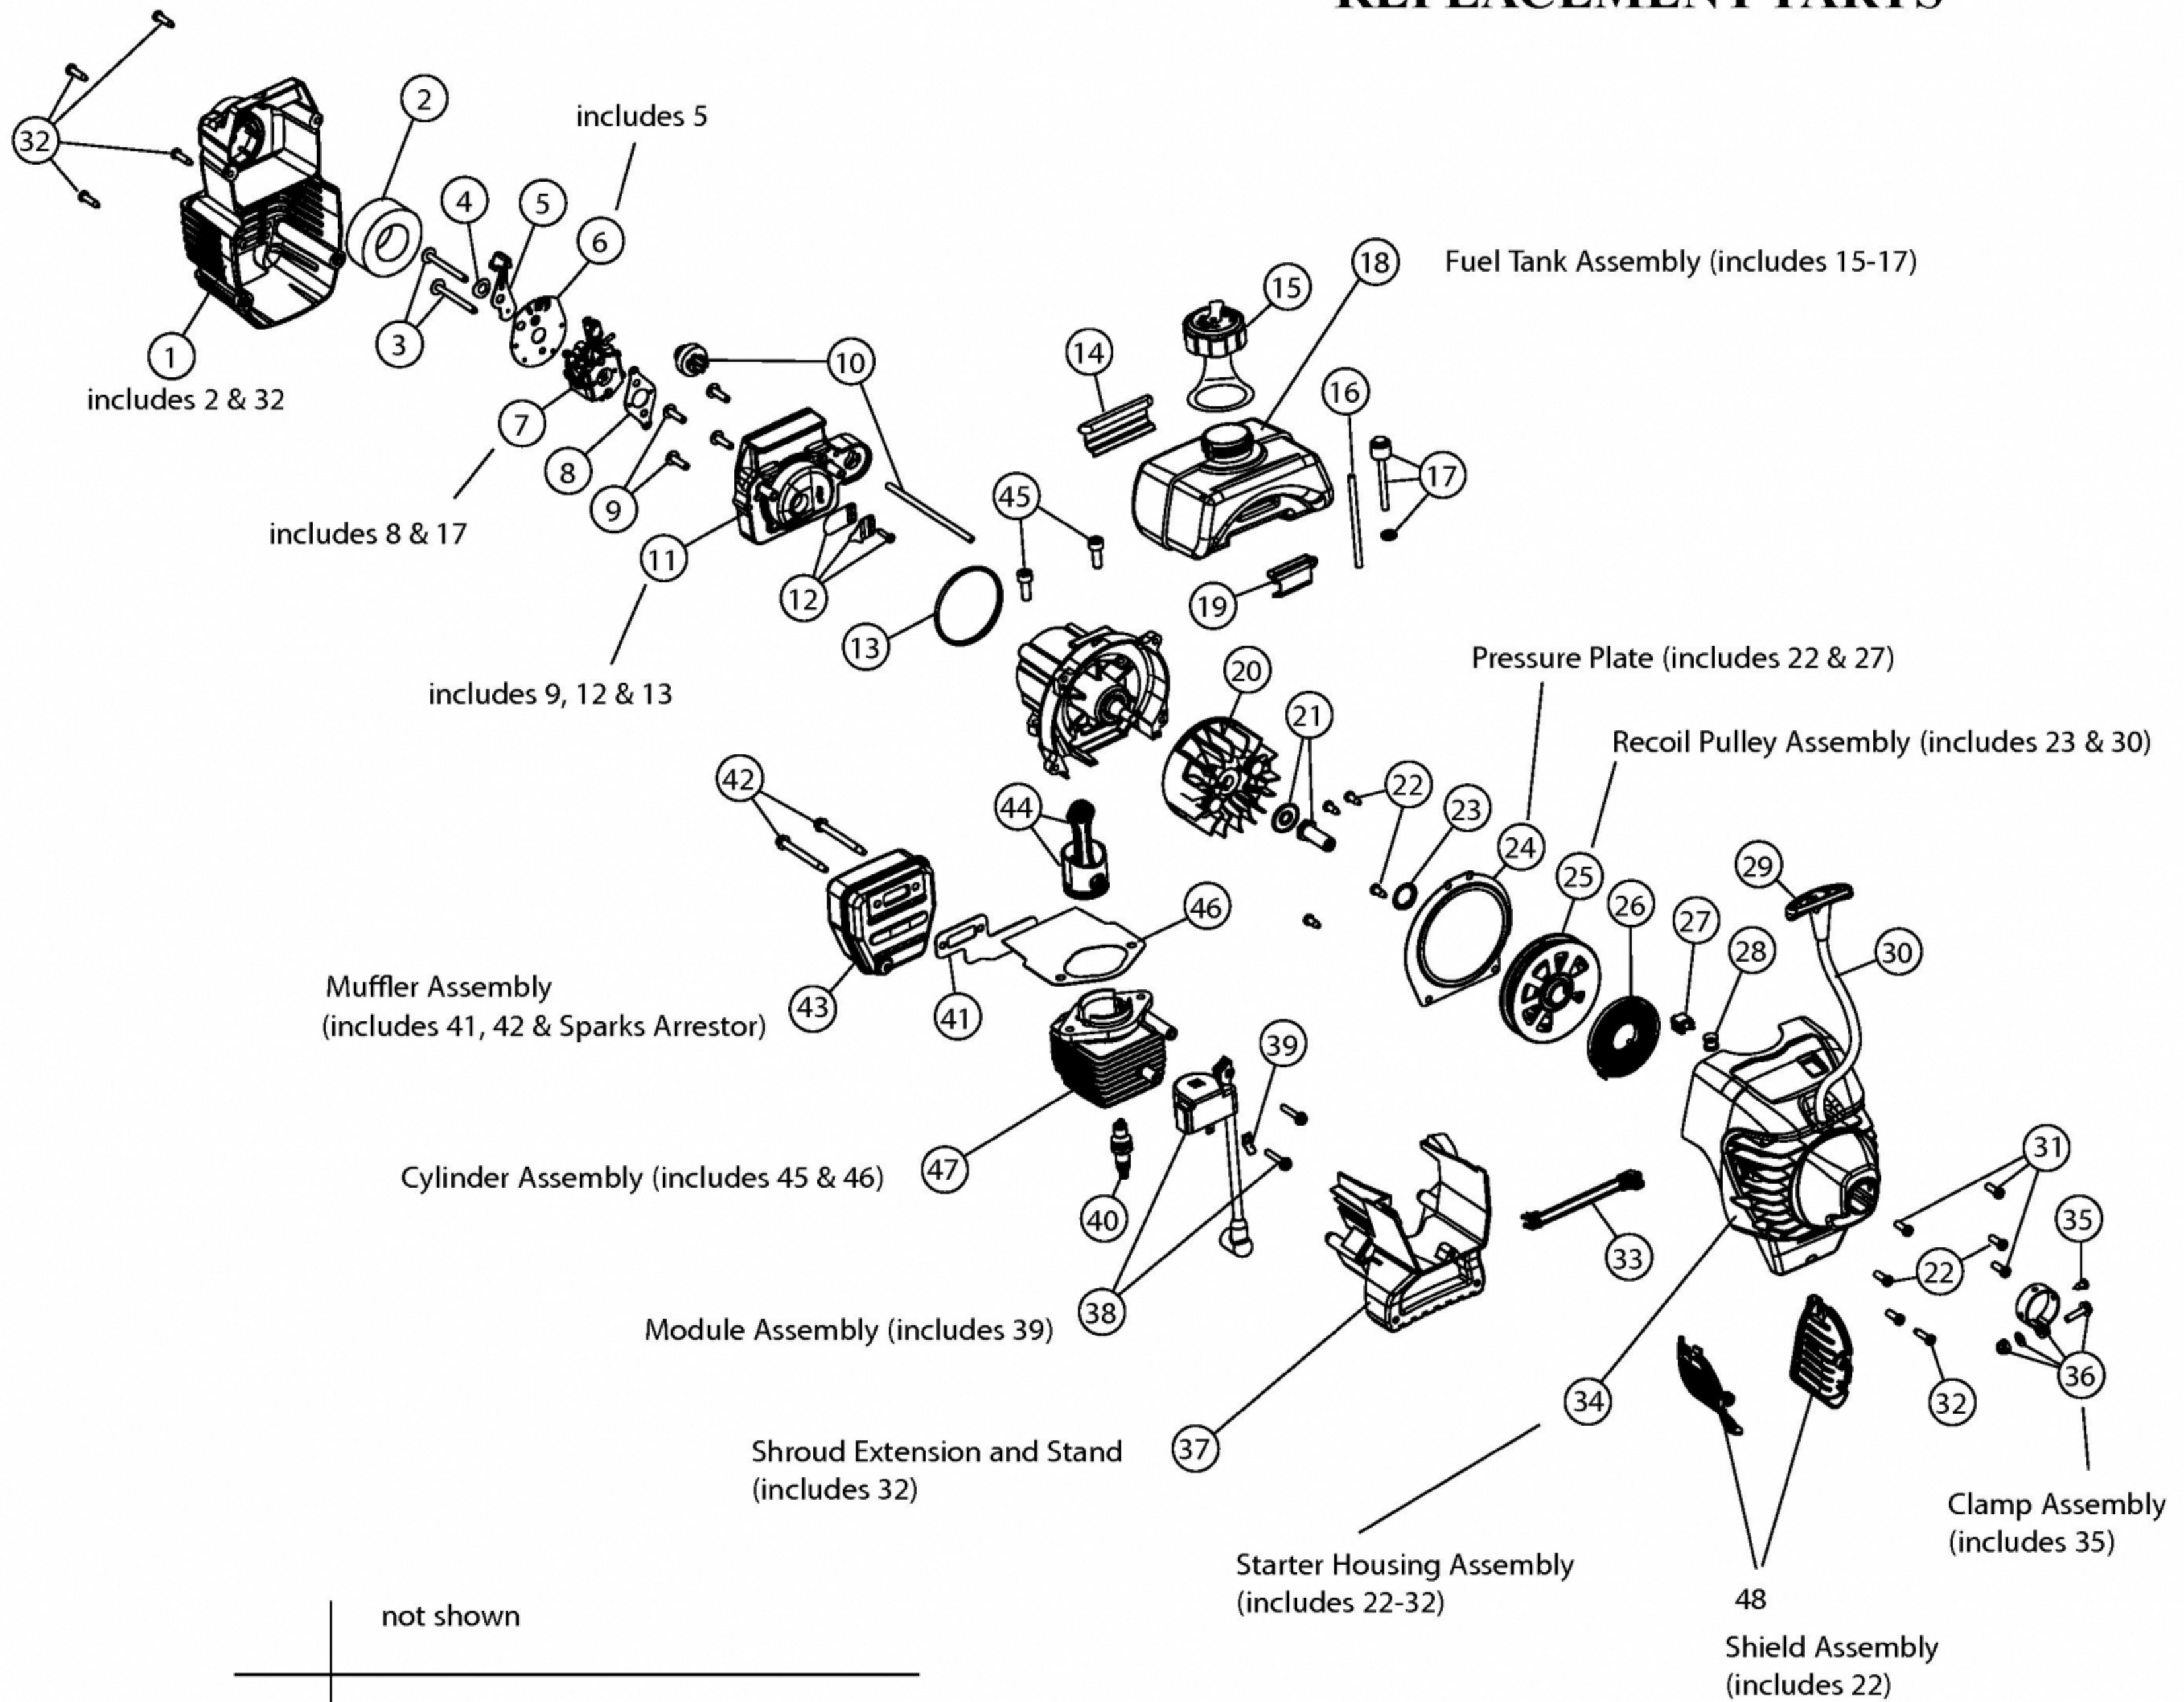 REPLACEMENT PARTS
32
2
includes 5
4
5
6
1
includes 2 & 32
3
7
8
9
includes 8 & 17
10
11
12
includes 9, 12 & 13
13
14
15
18
Fuel Tank Assembly (includes 15-17)
16
17
45
19
20
21
Pressure Plate (includes 22 & 27)
Recoil Pulley Assembly (includes 23 & 30)
22
23
24
25
26
27
28
29
30
42
44
46
Muffler Assembly
(includes 41, 42 & Sparks Arrestor)
43
41
39
Cylinder Assembly (includes 45 & 46)
47
40
38
Module Assembly (includes 39)
31
33
22
35
34
32
36
37
Shroud Extension and Stand
(includes 32)
Clamp Assembly
(includes 35)
Starter Housing Assembly
(includes 22-32)
48
Shield Assembly
(includes 22)
not shown